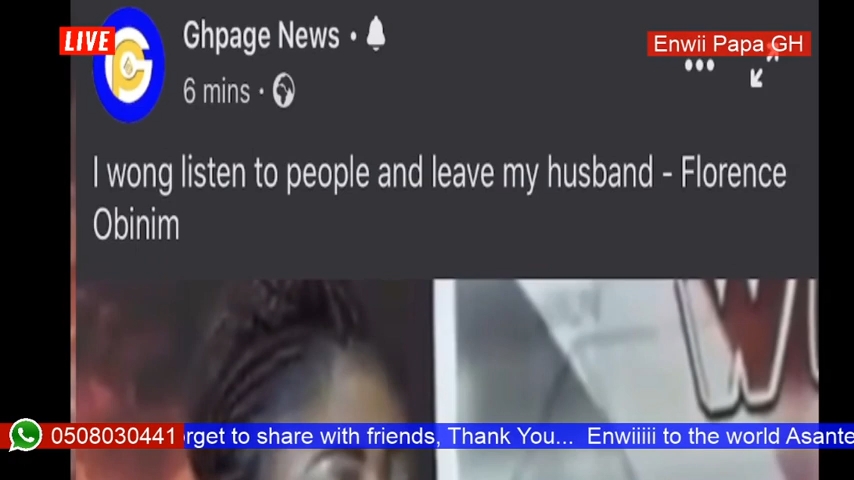 LIVE
Ghpage News •
Enwii Papa GH
6 mins •
I wong listen to people and leave my husband - Florence
Obinim
0508030441 rget to share with friends, Thank You... Enwiiiii to the world Asante